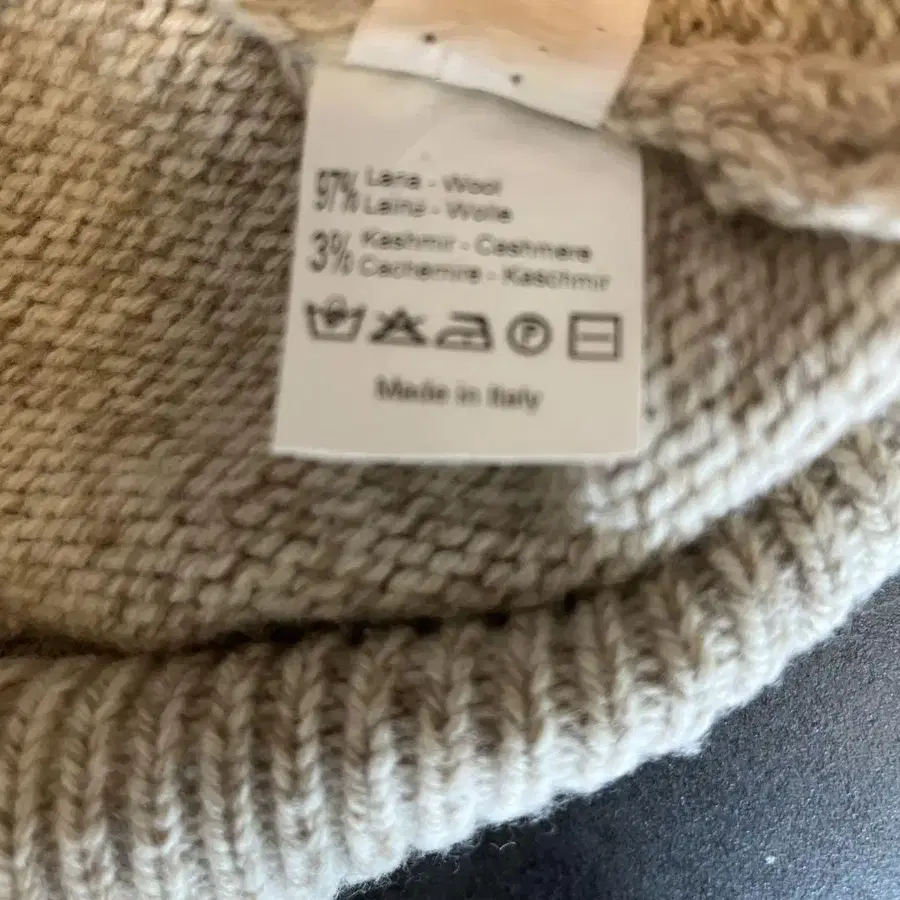 97% Lana - Wool
Laine - Wolle
3% Kashmir - Cashmere
Cachemire - Kaschmir
P
Made in Italy